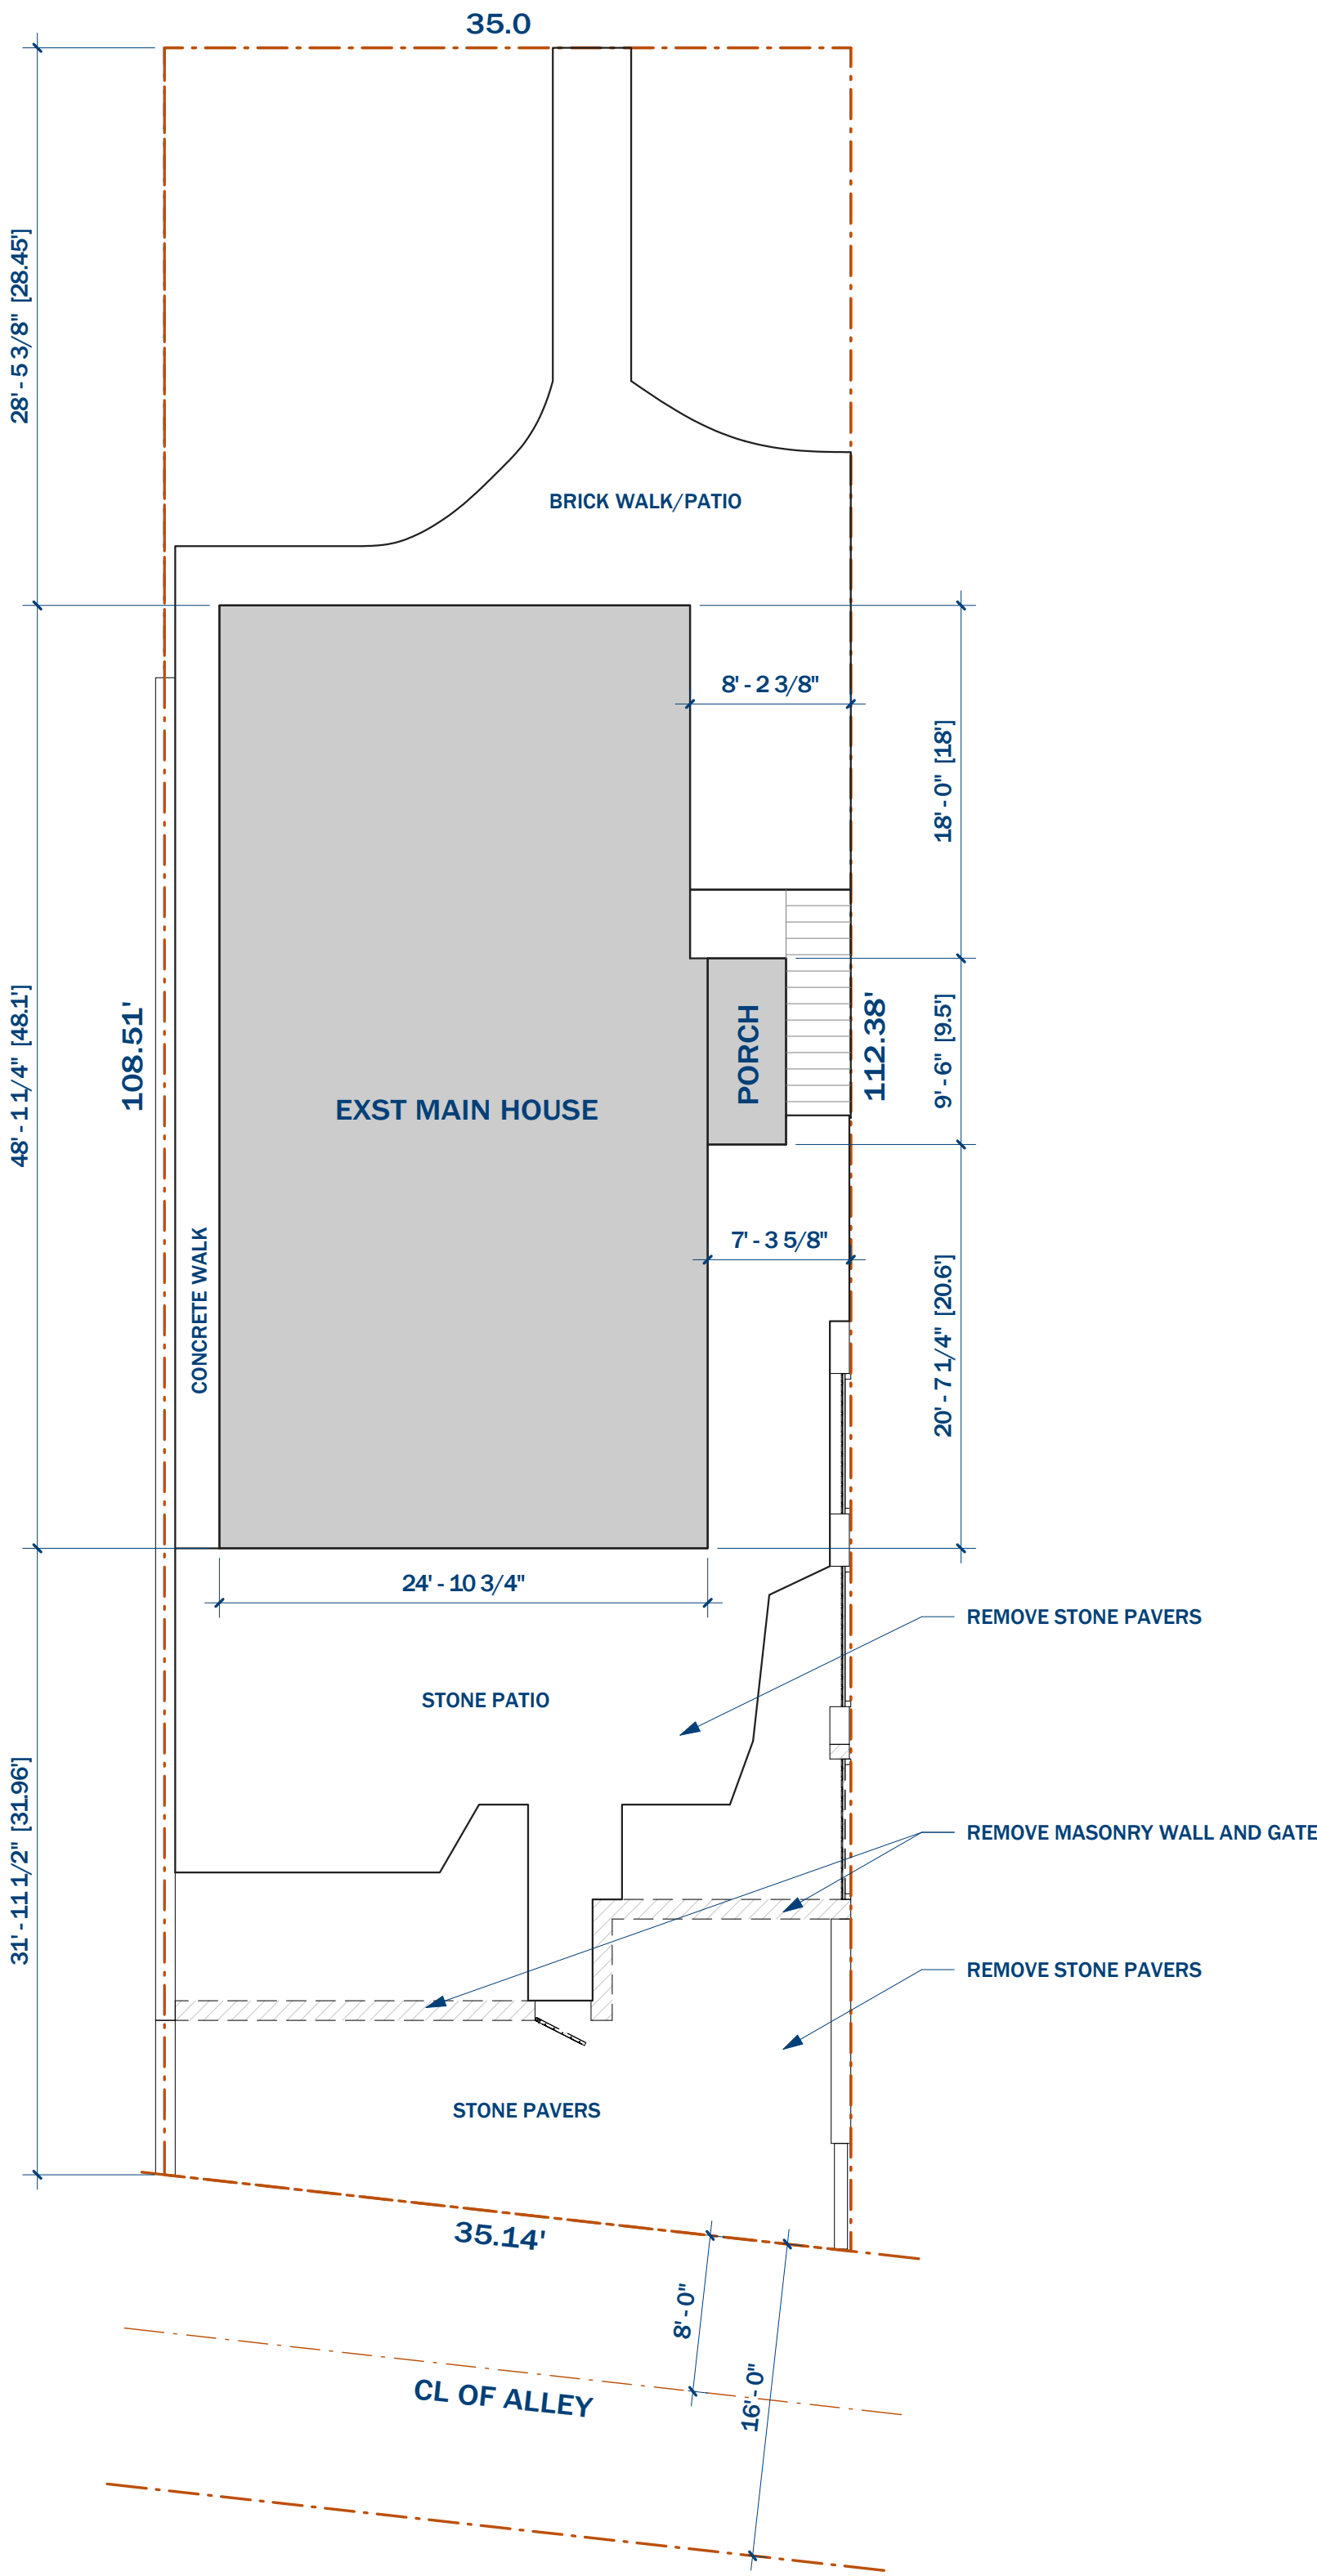 35.0
28' - 5 3/8" [28.45']
BRICK WALK/PATIO
8' - 2 3/8"
18' - 0" [18']
48' - 1 1/4" [48.1']
108.51'
EXST MAIN HOUSE
PORCH
112.38'
9' - 6" [9.5']
CONCRETE WALK
7' - 3 5/8"
20' - 7 1/4" [20.6']
24' - 10 3/4"
REMOVE STONE PAVERS
STONE PATIO
31' - 11 1/2" [31.96']
REMOVE MASONRY WALL AND GATE
REMOVE STONE PAVERS
STONE PAVERS
35.14'
8' - 0"
16' - 0"
CL OF ALLEY